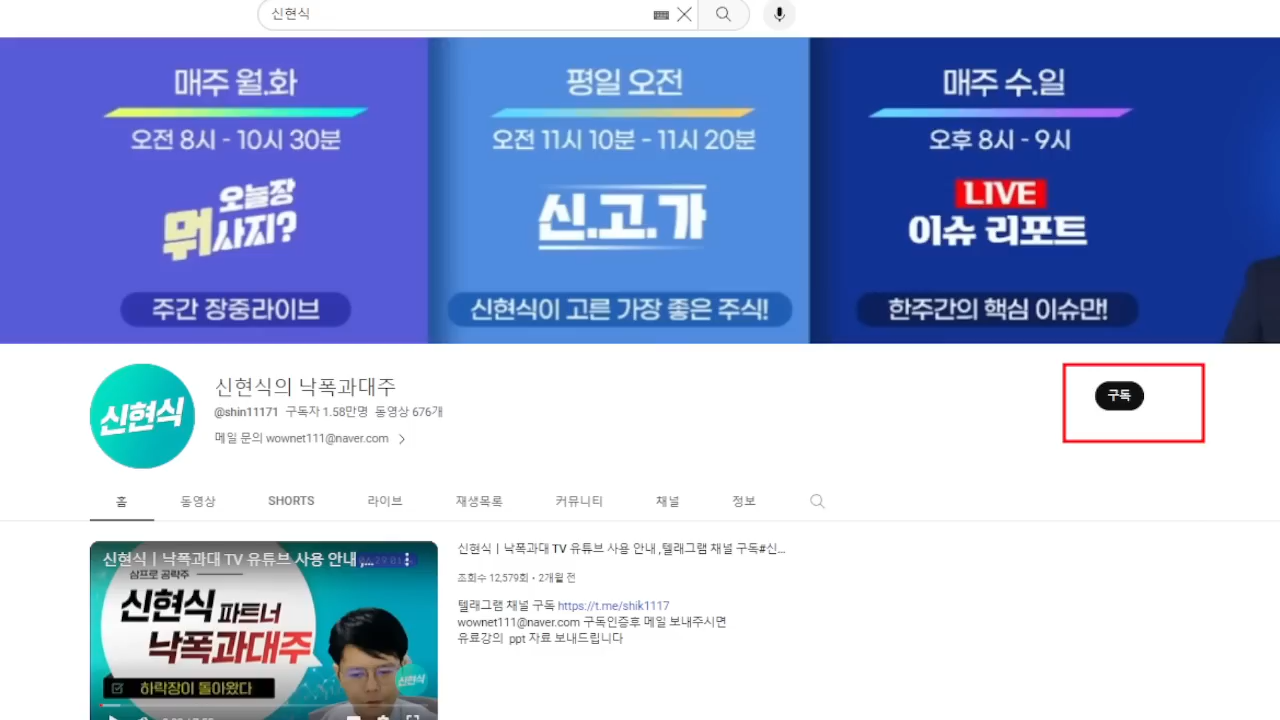 신현식
매주 월.화
오전 8시 - 10시 30분
오늘장
뭐사지?
주간 장중라이브
평일 오전
오전 11시 10분 - 11시 20분
신.고.가
신현식이 고른 가장 좋은 주식!
매주 수.일
오후 8시 - 9시
LIVE
이슈 리포트
한주간의 핵심 이슈만!
신현식
신현식의 낙폭과대주
@shin11171 구독자 1.58만명 동영상 676개
메일 문의 wownet111@naver.com
구독
홈 동영상 SHORTS 라이브 재생목록 커뮤니티 채널 정보
신현식ㅣ낙폭과대 TV 유튜브 사용 안내 ,...
삼프로 공략주
신현식 파트너
낙폭과대주
하락장이 돌아왔다
신현식
신현식ㅣ낙폭과대 TV 유튜브 사용 안내 ,텔래그램 채널 구독#신...
조회수 12,579회 • 2개월 전
텔래그램 채널 구독 https://t.me/shik1117
wownet111@naver.com 구독인증후 메일 보내주시면
유료강의 ppt 자료 보내드립니다